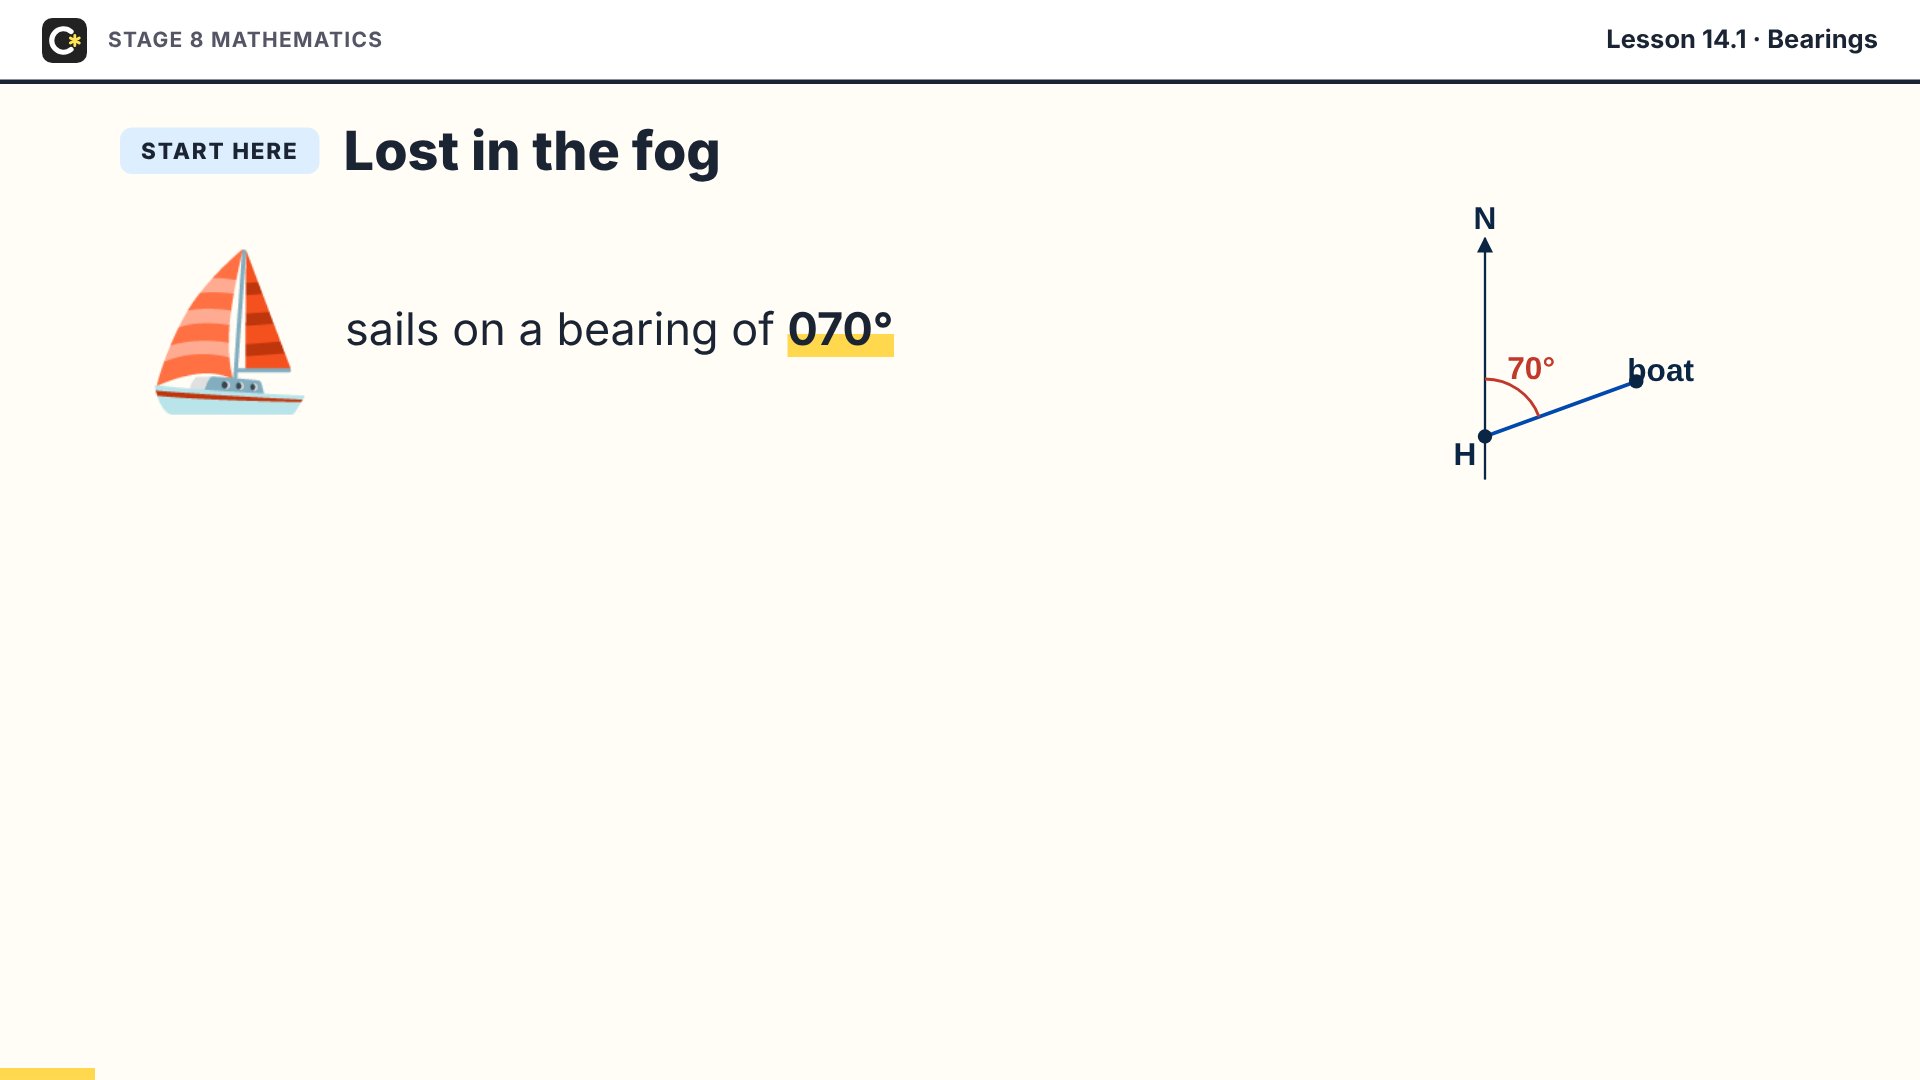 STAGE 8 MATHEMATICS
Lesson 14.1 · Bearings
START HERE
Lost in the fog
sails on a bearing of 070°
N
70°
boat
H